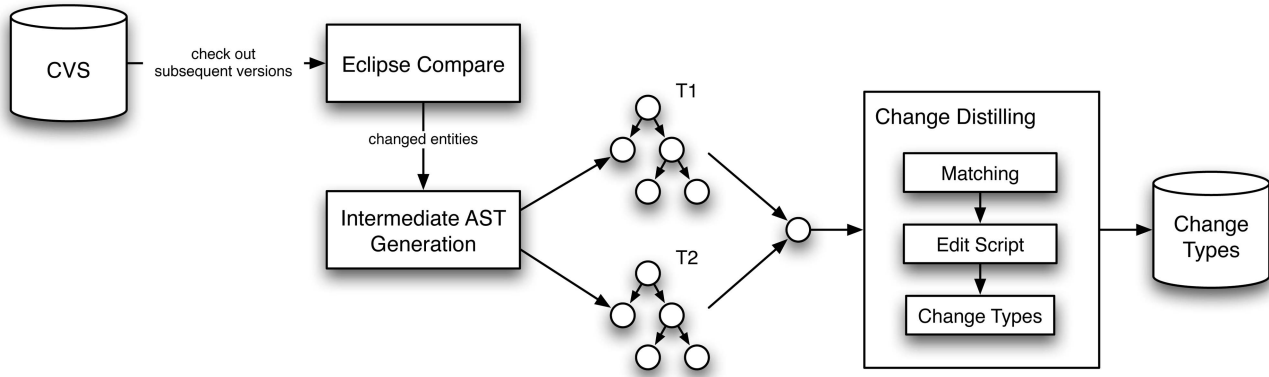 CVS
check out
subsequent versions
Eclipse Compare
changed entities
Intermediate AST
Generation
T1
T2
Change Distilling
Matching
Edit Script
Change Types
Change
Types